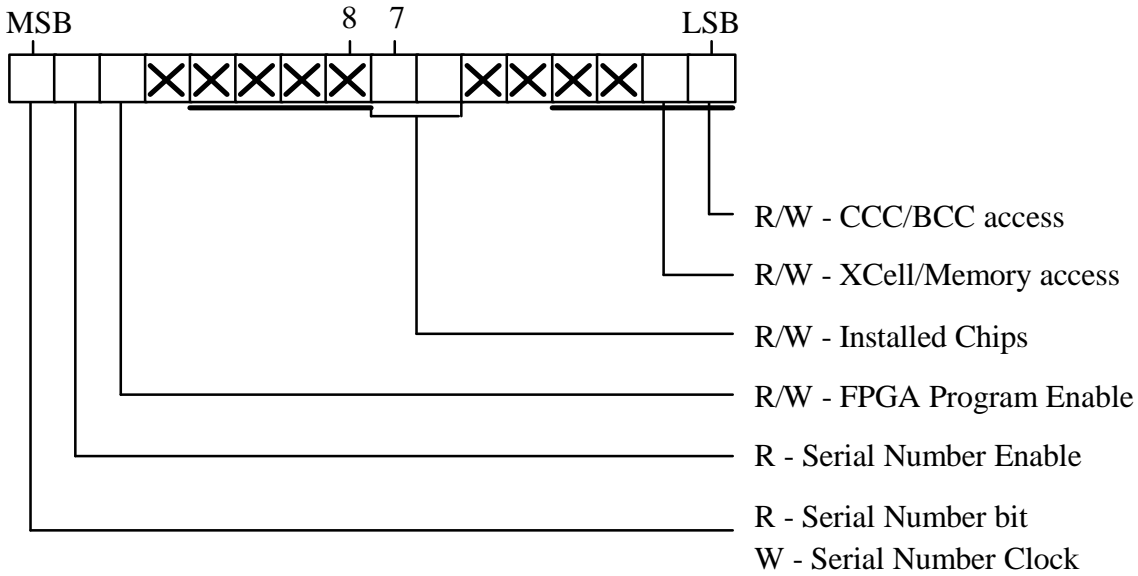 MSB 8 7 LSB
R/W - CCC/BCC access
R/W - XCell/Memory access
R/W - Installed Chips
R/W - FPGA Program Enable
R - Serial Number Enable
R - Serial Number bit
W - Serial Number Clock